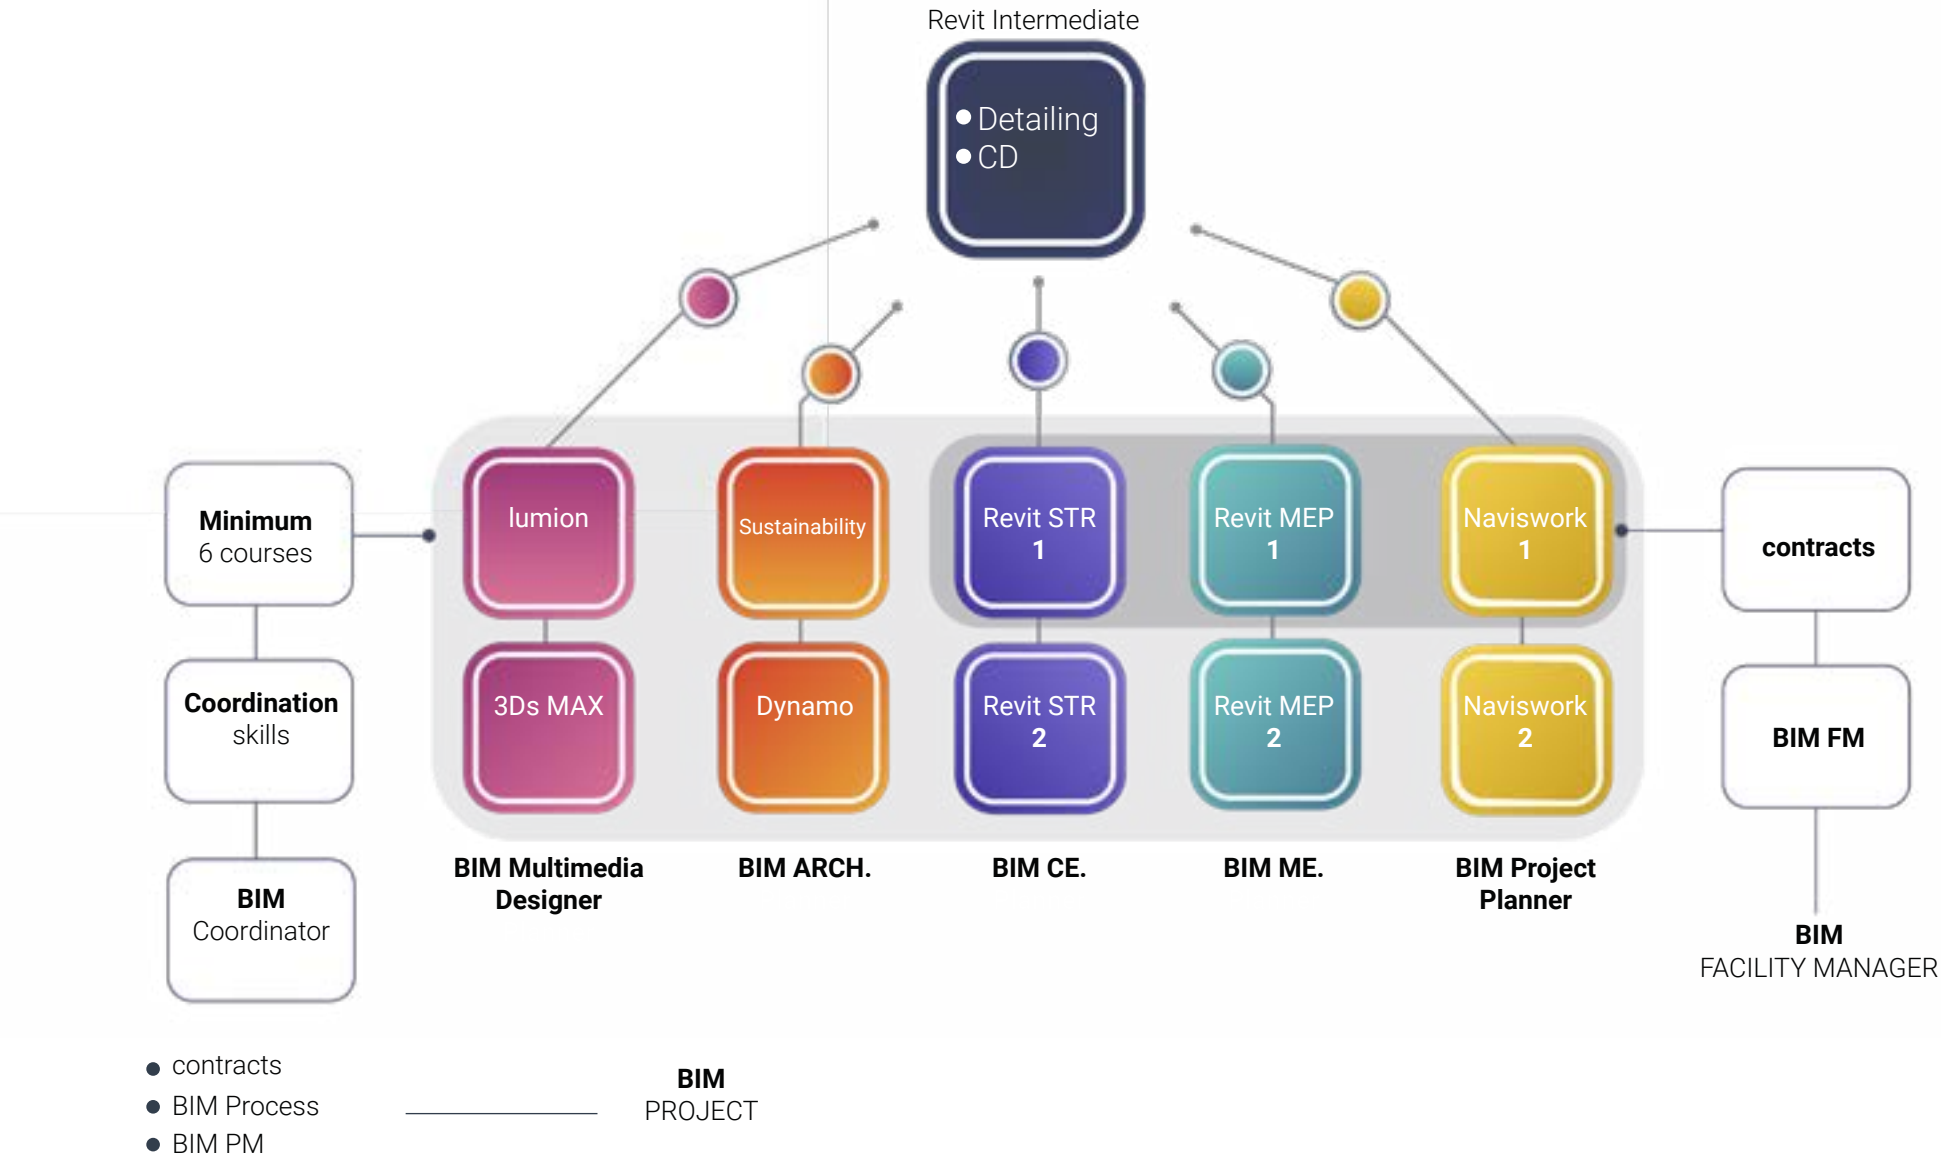 Revit Intermediate
Detailing
CD
Minimum
6 courses
Coordination
skills
BIM
Coordinator
lumion
Sustainability
Revit STR
1
Revit MEP
1
Naviswork
1
3Ds MAX
Dynamo
Revit STR
2
Revit MEP
2
Naviswork
2
BIM Multimedia
Designer
BIM ARCH.
BIM CE.
BIM ME.
BIM Project
Planner
contracts
BIM FM
BIM
FACILITY MANAGER
contracts
BIM Process
BIM PM
BIM
PROJECT